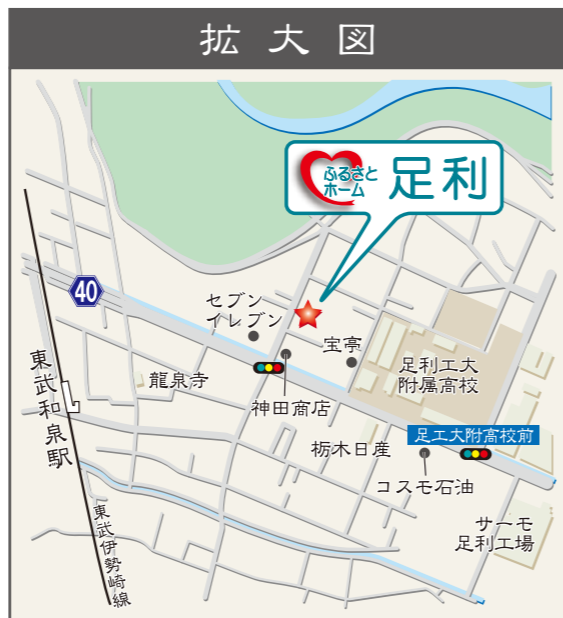 拡大図
ふるさと
ホーム
足利
40
セブン
イレブン
宝亭
足利工大
附属高校
龍泉寺
神田商店
東武和泉駅
栃木日産
足工大附高校前
コスモ石油
サーモ
足利工場
東武伊勢崎線